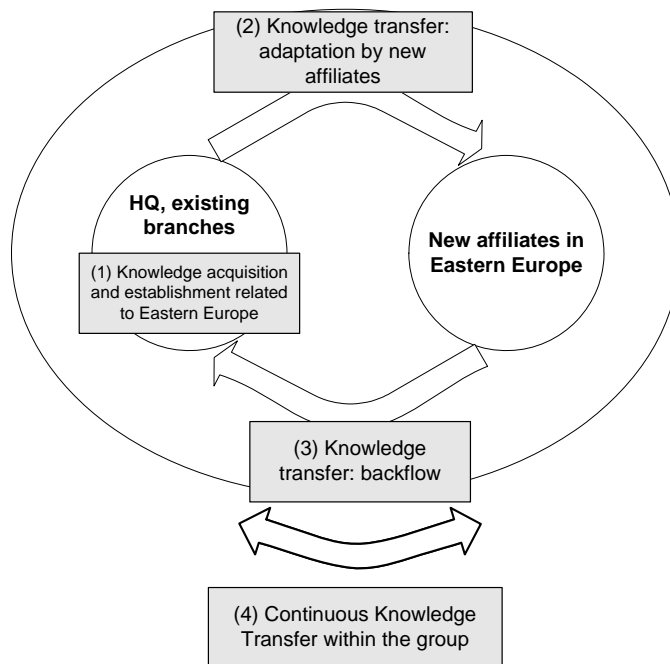 (2) Knowledge transfer:
adaptation by new
affiliates
HQ, existing
branches
(1) Knowledge acquisition
and establishment related
to Eastern Europe
New affiliates in
Eastern Europe
(3) Knowledge
transfer: backflow
(4) Continuous Knowledge
Transfer within the group